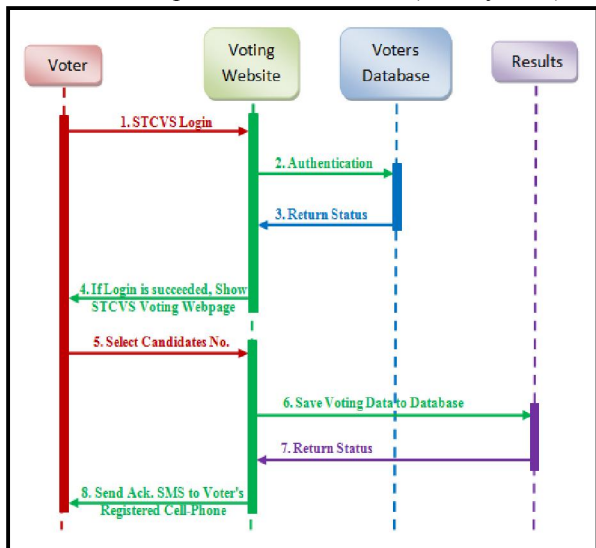 Voter
Voting
Website
Voters
Database
Results
1. STCVS Login
2. Authentication
3. Return Status
4. If Login is succeeded, Show
STCVS Voting Webpage
5. Select Candidates No.
6. Save Voting Data to Database
7. Return Status
8. Send Ack. SMS to Voter's
Registered Cell-Phone